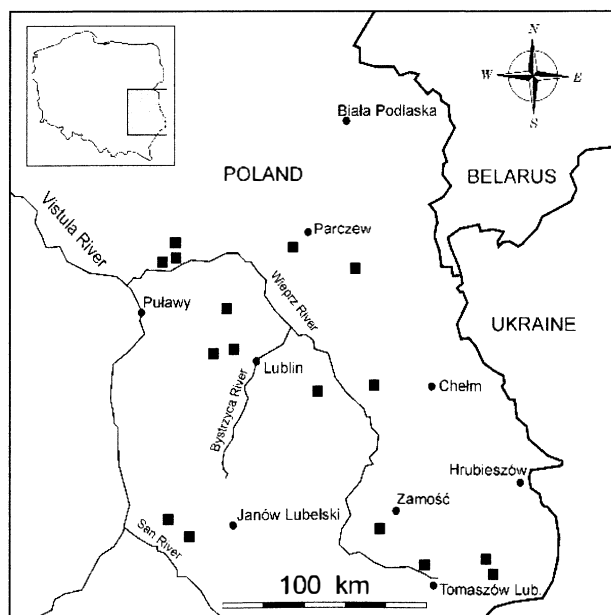 N
W E
S
Biała Podlaska
POLAND
BELARUS
Vistula River
Parczew
Wieprz River
Puławy
UKRAINE
Lublin
Bystrzyca River
Chełm
Hrubieszów
Zamość
Janów Lubelski
San River
Tomaszów Lub.
100 km